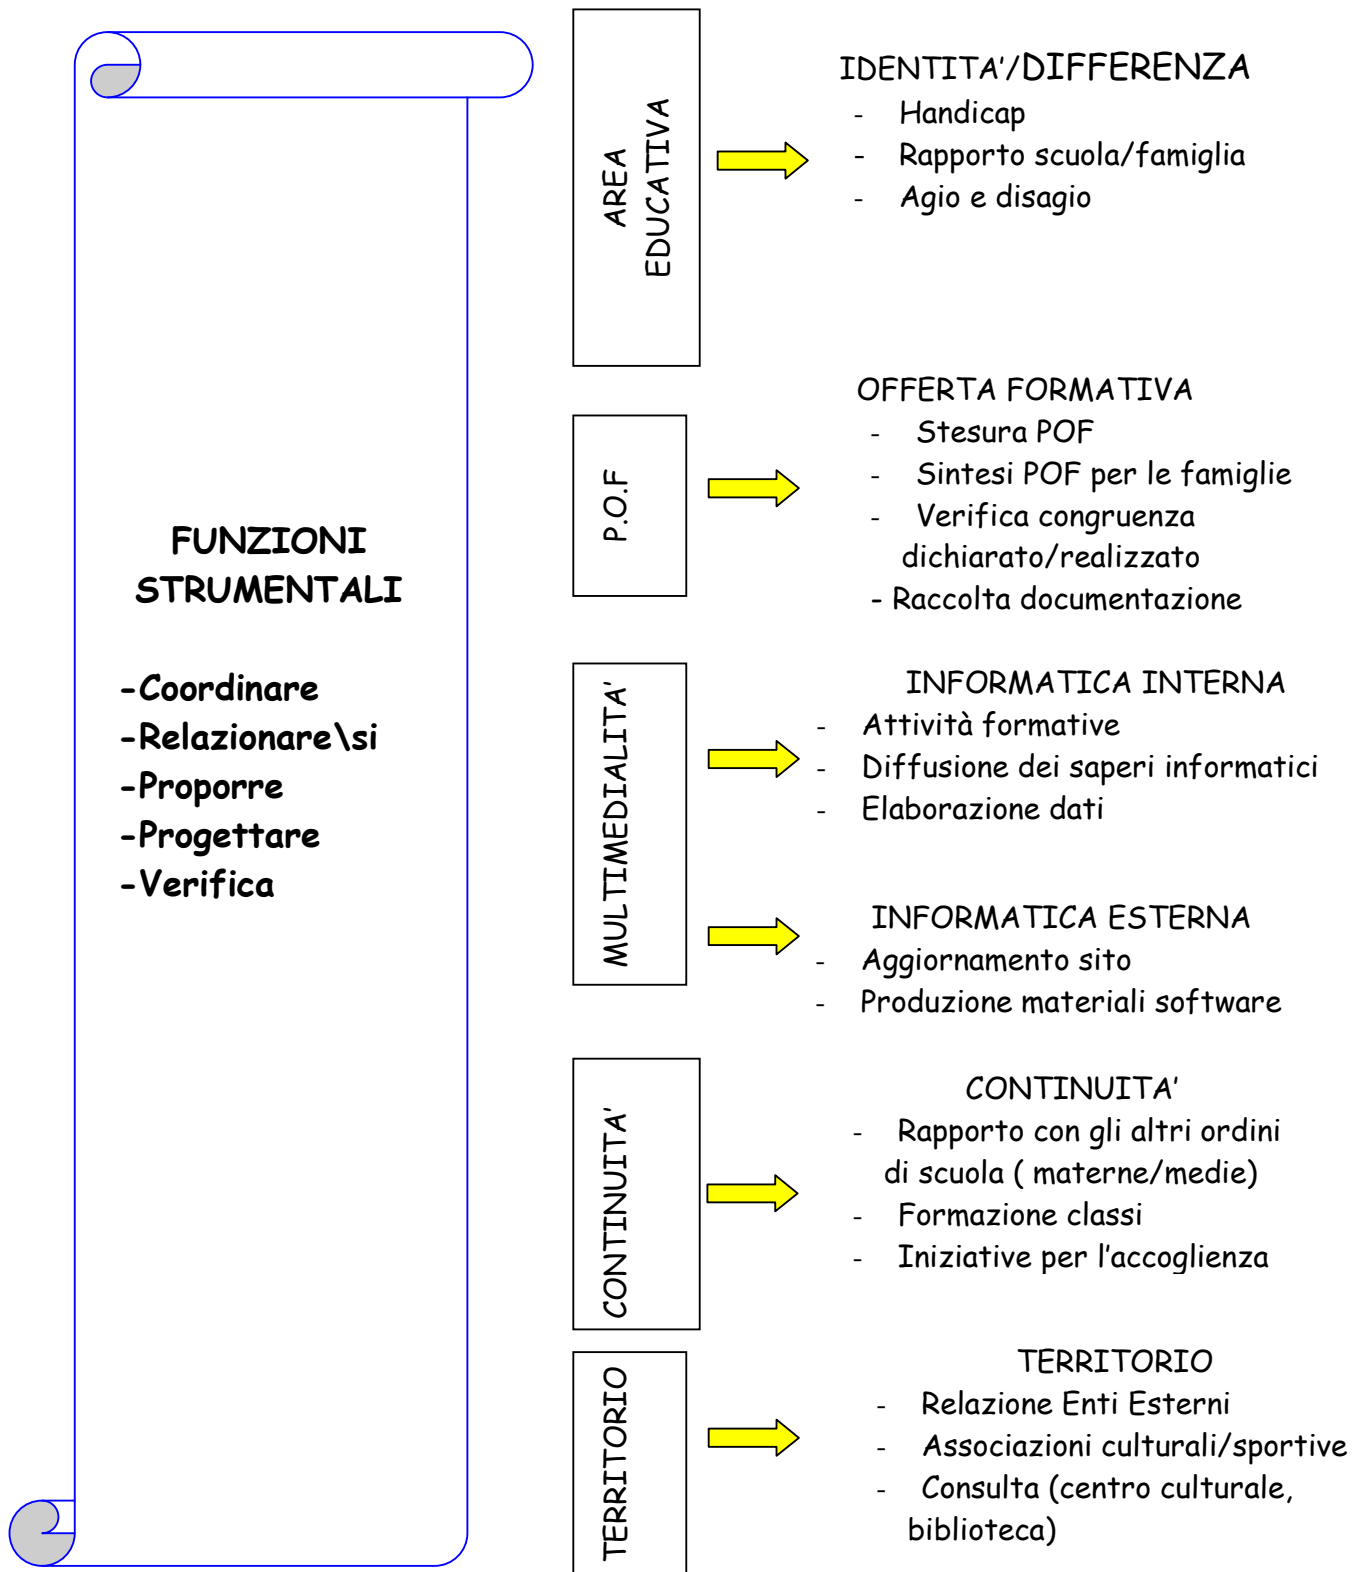 FUNZIONI
STRUMENTALI
-Coordinare
-Relazionare\si
-Proporre
-Progettare
-Verifica
AREA
EDUCATIVA
IDENTITA'/DIFFERENZA
- Handicap
- Rapporto scuola/famiglia
- Agio e disagio
P.O.F
OFFERTA FORMATIVA
- Stesura POF
- Sintesi POF per le famiglie
- Verifica congruenza
dichiarato/realizzato
- Raccolta documentazione
MULTIMEDIALITA'
INFORMATICA INTERNA
- Attività formative
- Diffusione dei saperi informatici
- Elaborazione dati
INFORMATICA ESTERNA
- Aggiornamento sito
- Produzione materiali software
CONTINUITA'
CONTINUITA'
- Rapporto con gli altri ordini
di scuola ( materne/medie)
- Formazione classi
- Iniziative per l'accoglienza
TERRITORIO
TERRITORIO
- Relazione Enti Esterni
- Associazioni culturali/sportive
- Consulta (centro culturale,
biblioteca)